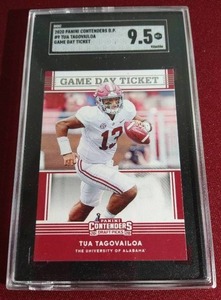 2020 PANINI CONTENDERS D.P.
#9 TUA TAGOVAILOA
GAME DAY TICKET
9.5
GAME DAY TICKET
13
PANINI
CONTENDERS
DRAFT PICKS
TUA TAGOVAILOA
THE UNIVERSITY OF ALABAMA